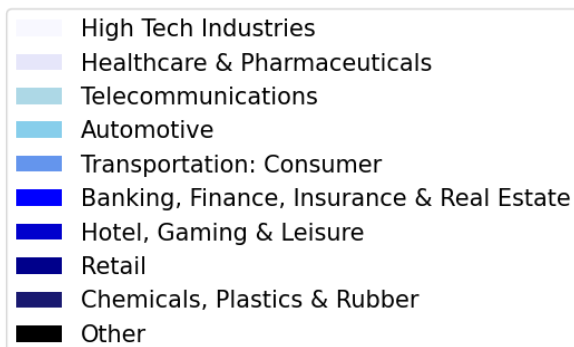 High Tech Industries
Healthcare & Pharmaceuticals
Telecommunications
Automotive
Transportation: Consumer
Banking, Finance, Insurance & Real Estate
Hotel, Gaming & Leisure
Retail
Chemicals, Plastics & Rubber
Other